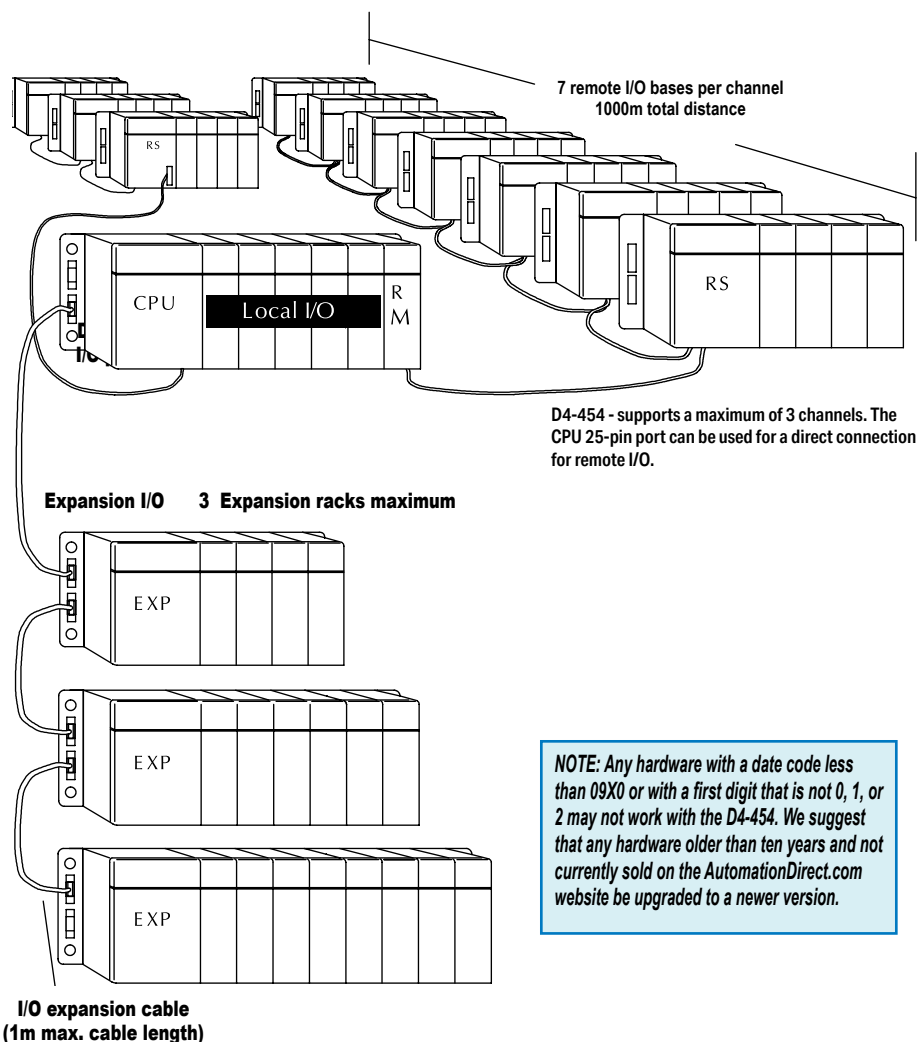 7 remote I/O bases per channel
1000m total distance
RS
RS
CPU
Local I/O
R
M
D4-454 - supports a maximum of 3 channels. The
CPU 25-pin port can be used for a direct connection
for remote I/O.
Expansion I/O 3 Expansion racks maximum
EXP
EXP
EXP
NOTE: Any hardware with a date code less
than 09X0 or with a first digit that is not 0, 1, or
2 may not work with the D4-454. We suggest
that any hardware older than ten years and not
currently sold on the AutomationDirect.com
website be upgraded to a newer version.
I/O expansion cable
(1m max. cable length)